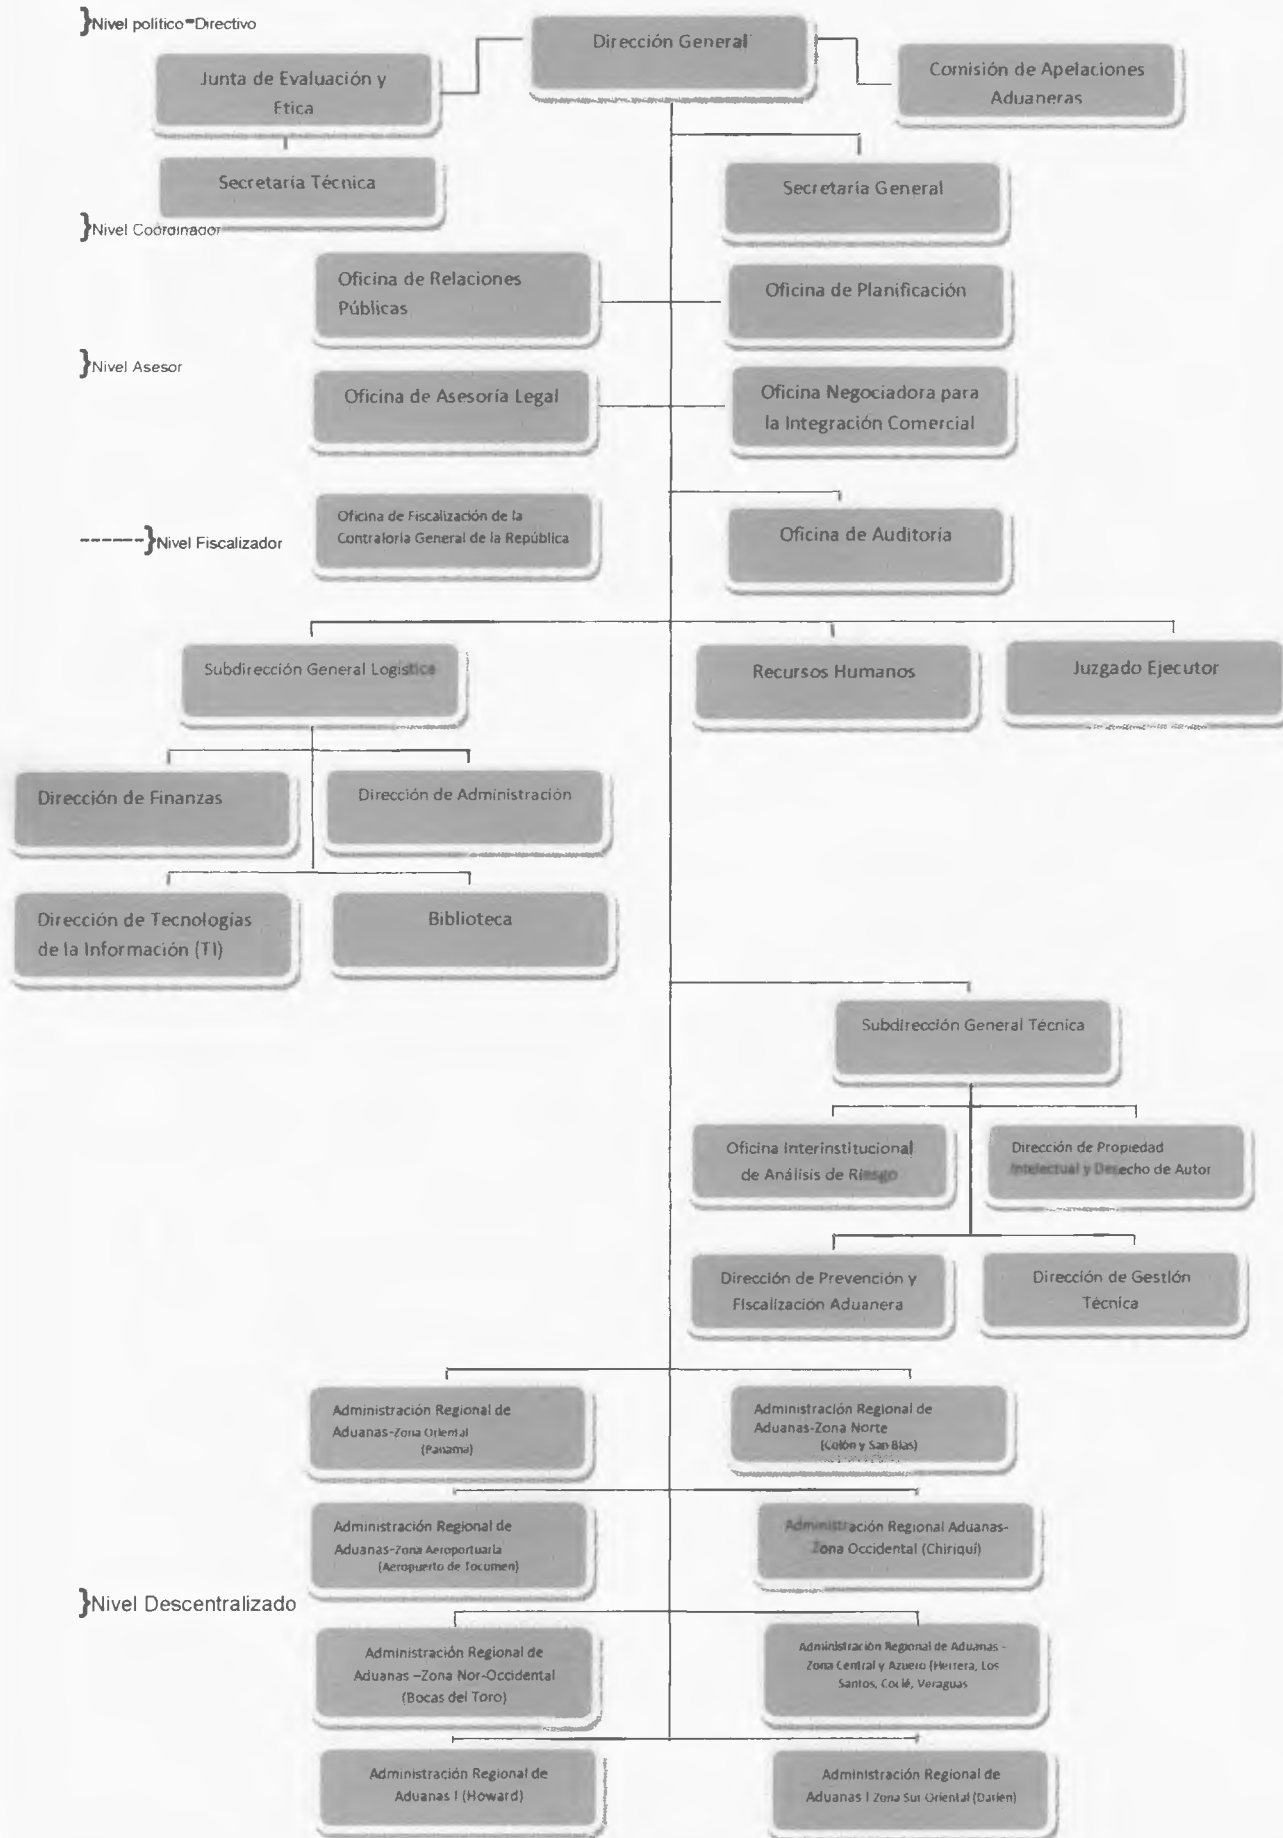 }Nivel político-Directivo
Dirección General
Junta de Evaluación y
Etica
Comisión de Apelaciones
Aduaneras
Secretaría Técnica
Secretaría General
}Nivel Coordinador
Oficina de Relaciones
Públicas
Oficina de Planificación
}Nivel Asesor
Oficina de Asesoría Legal
Oficina Negociadora para
la Integración Comercial
Oficina de Fiscalización de la
Contraloría General de la República
Oficina de Auditoría
------}Nivel Fiscalizador
Subdirección General Logística
Recursos Humanos
Juzgado Ejecutor
Dirección de Finanzas
Dirección de Administración
Dirección de Tecnologías
de la Información (TI)
Biblioteca
Subdirección General Técnica
Oficina Interinstitucional
de Análisis de Riesgo
Dirección de Propiedad
Intelectual y Derecho de Autor
Dirección de Prevención y
Fiscalización Aduanera
Dirección de Gestión
Técnica
Administración Regional de
Aduanas-Zona Oriental
(Panama)
Administración Regional de
Aduanas-Zona Norte
(Colón y San Blas)
Administración Regional de
Aduanas-Zona Aeroportuaria
(Aeropuerto de Tocumen)
Administración Regional Aduanas-
Zona Occidental (Chiriquí)
}Nivel Descentralizado
Administración Regional de
Aduanas –Zona Nor-Occidental
(Bocas del Toro)
Administración Regional de Aduanas -
Zona Central y Azuero (Herrera, Los
Santos, Coclé, Veraguas
Administración Regional de
Aduanas I (Howard)
Administración Regional de
Aduanas I Zona Sur Oriental (Darién)